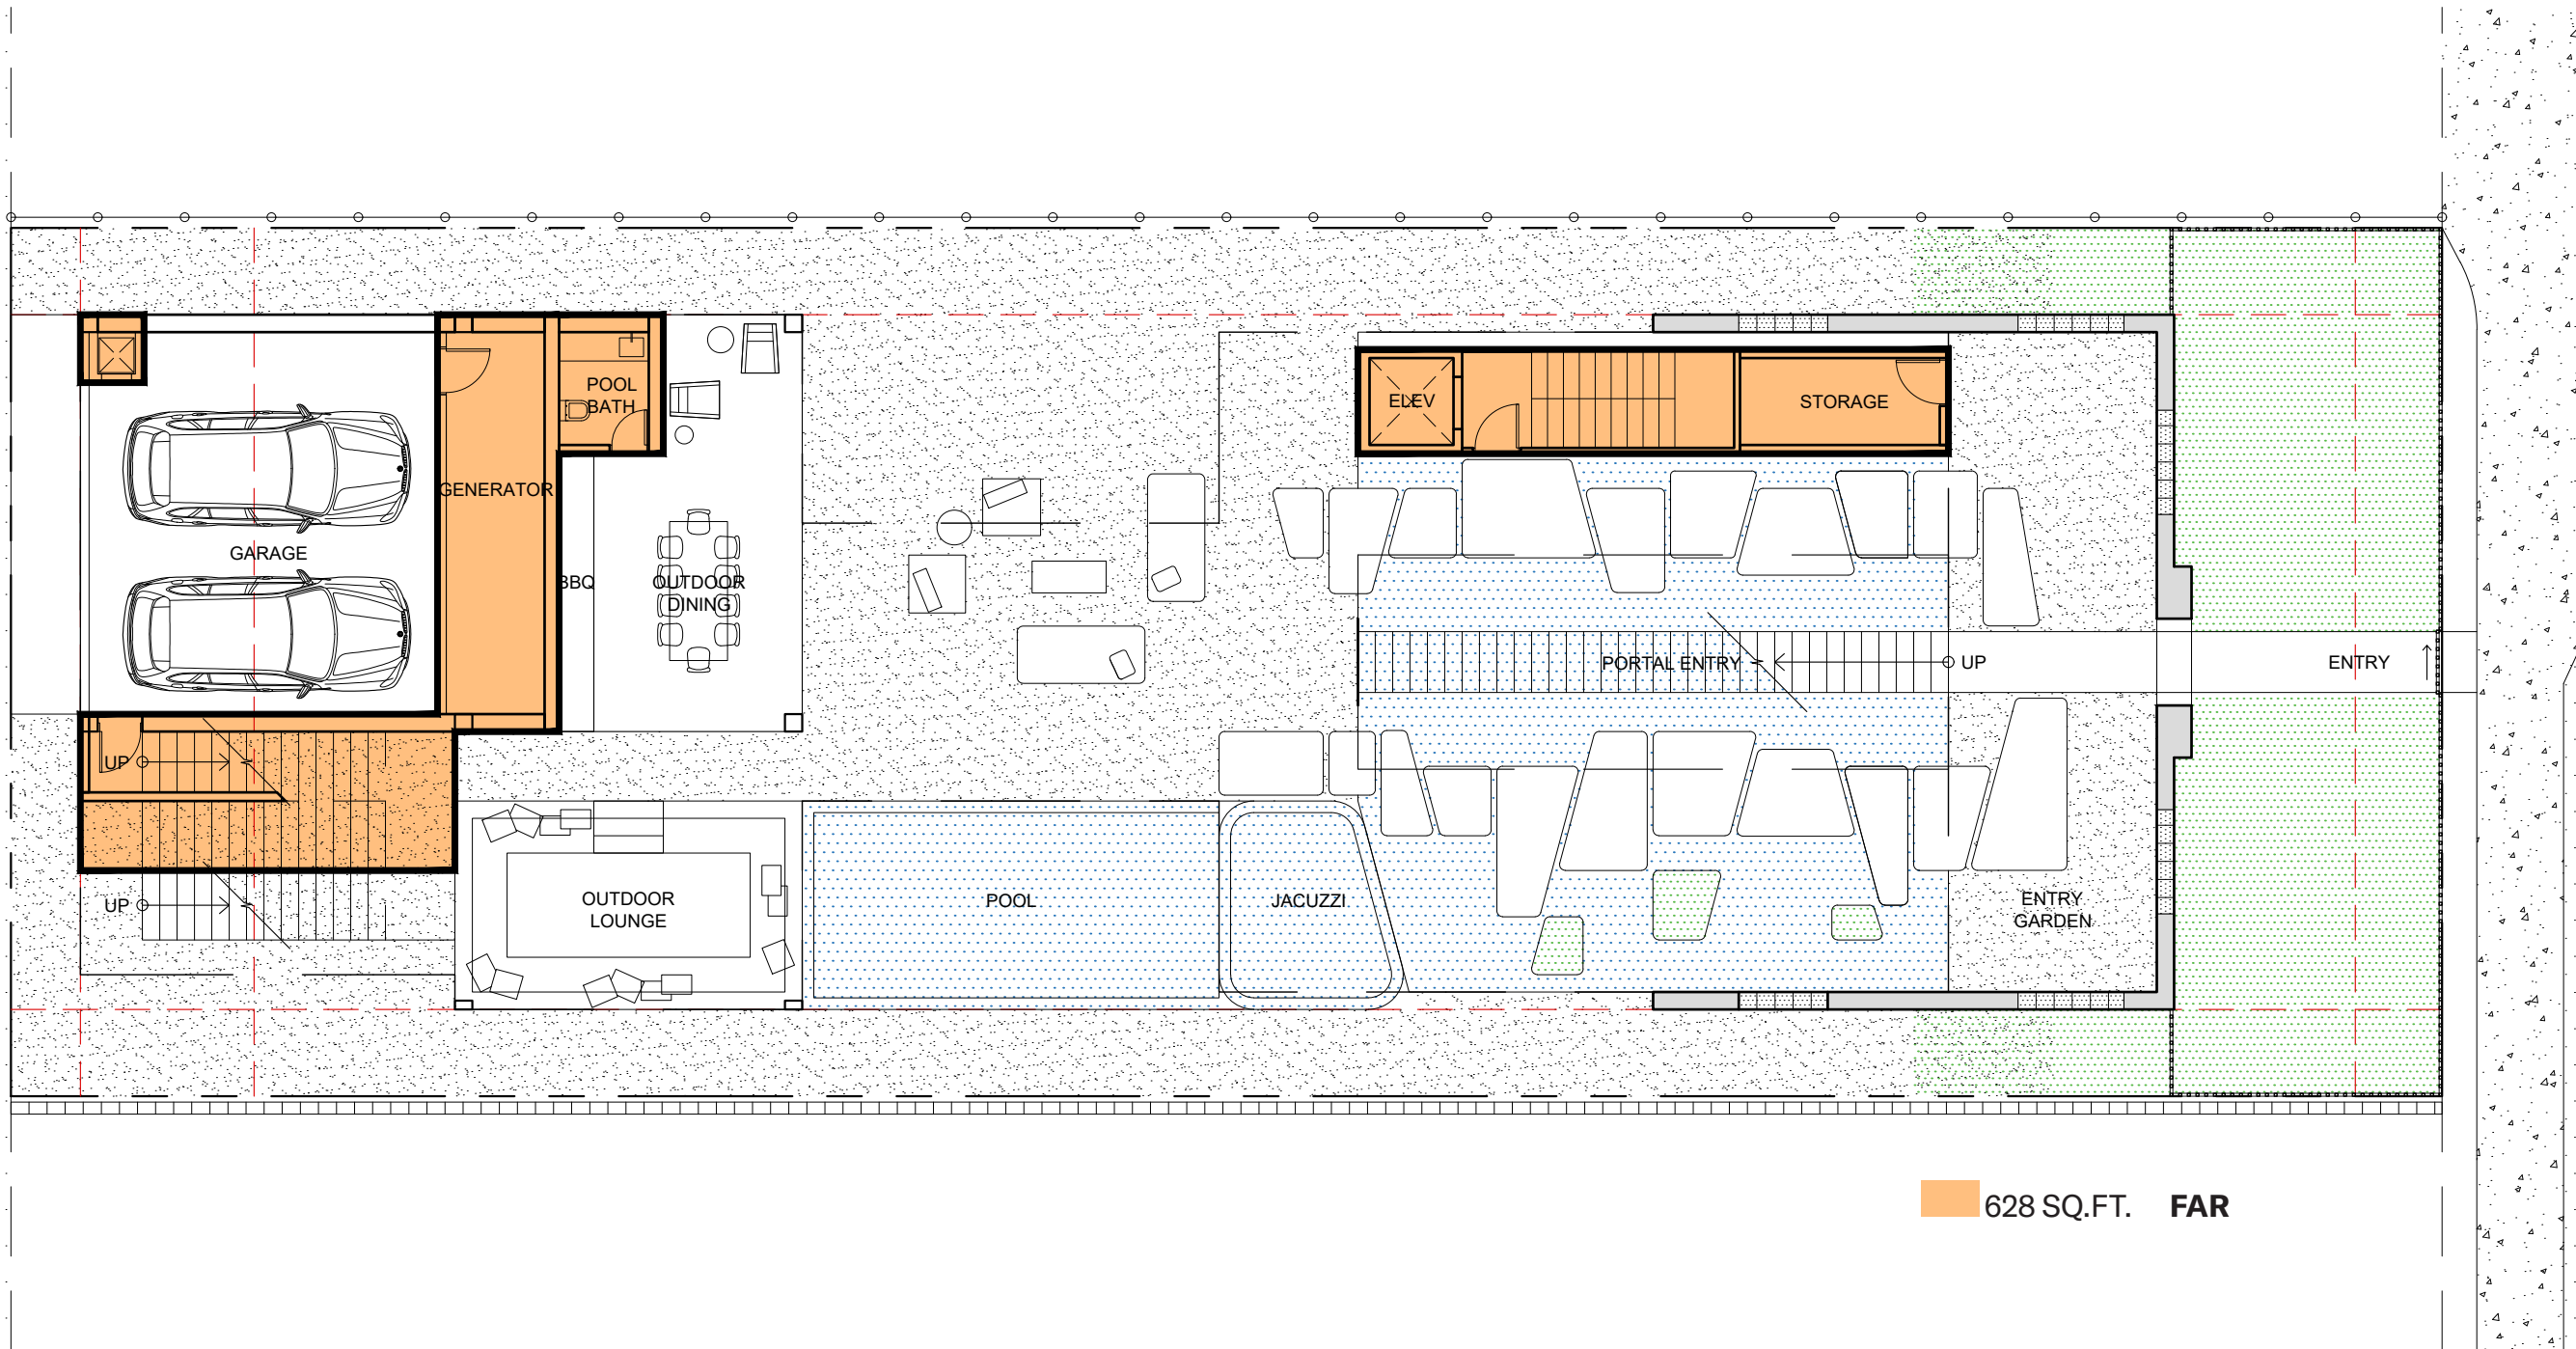 POOL
BATH
ELEV
STORAGE
GENERATOR
GARAGE
BBQ
OUTDOOR
DINING
PORTAL ENTRY
UP
ENTRY
UP
UP
OUTDOOR
LOUNGE
POOL
JACUZZI
ENTRY
GARDEN
628 SQ.FT. FAR